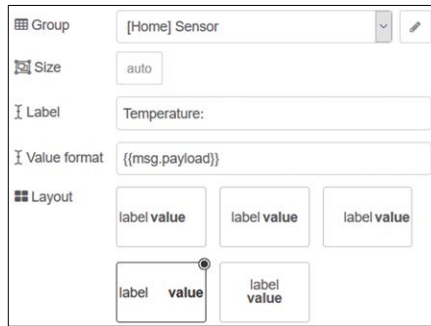 Group
[Home] Sensor
Size
auto
Label
Temperature:
Value format
{{msg.payload}}
Layout
label value
label value
label value
label value
label
value